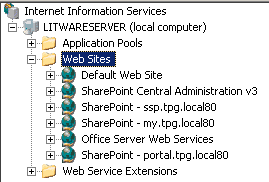 Internet Information Services
LITWARESERVER (local computer)
Application Pools
Web Sites
Default Web Site
SharePoint Central Administration v3
SharePoint - ssp.tpg.local80
SharePoint - my.tpg.local80
Office Server Web Services
SharePoint - portal.tpg.local80
Web Service Extensions